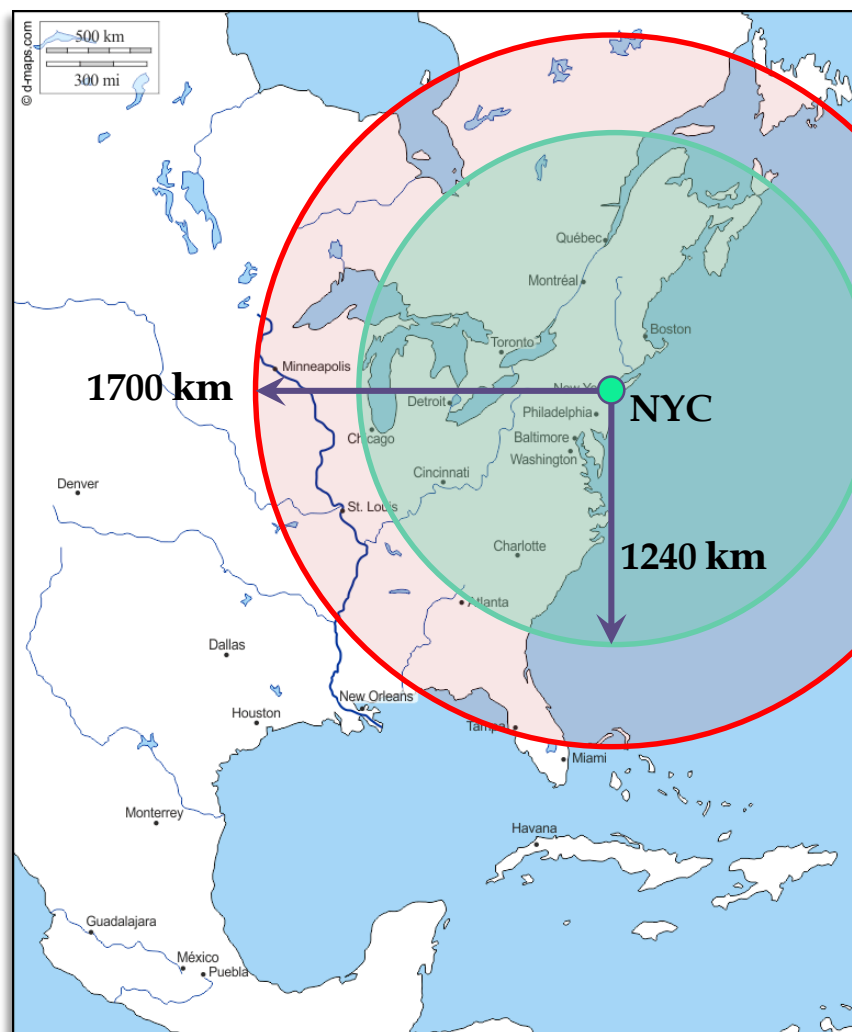 500 km
300 mi
© d-maps.com
Québec
Montréal
Boston
Toronto
Minneapolis
1700 km
New Yo
Detroit
Philadelphia
NYC
Chicago
Baltimore
Washington
Cincinnati
Denver
St. Louis
Charlotte
1240 km
Atlanta
Dallas
New Orleans
Houston
Tampa
Miami
Monterrey
Havana
Guadalajara
México
Puebla